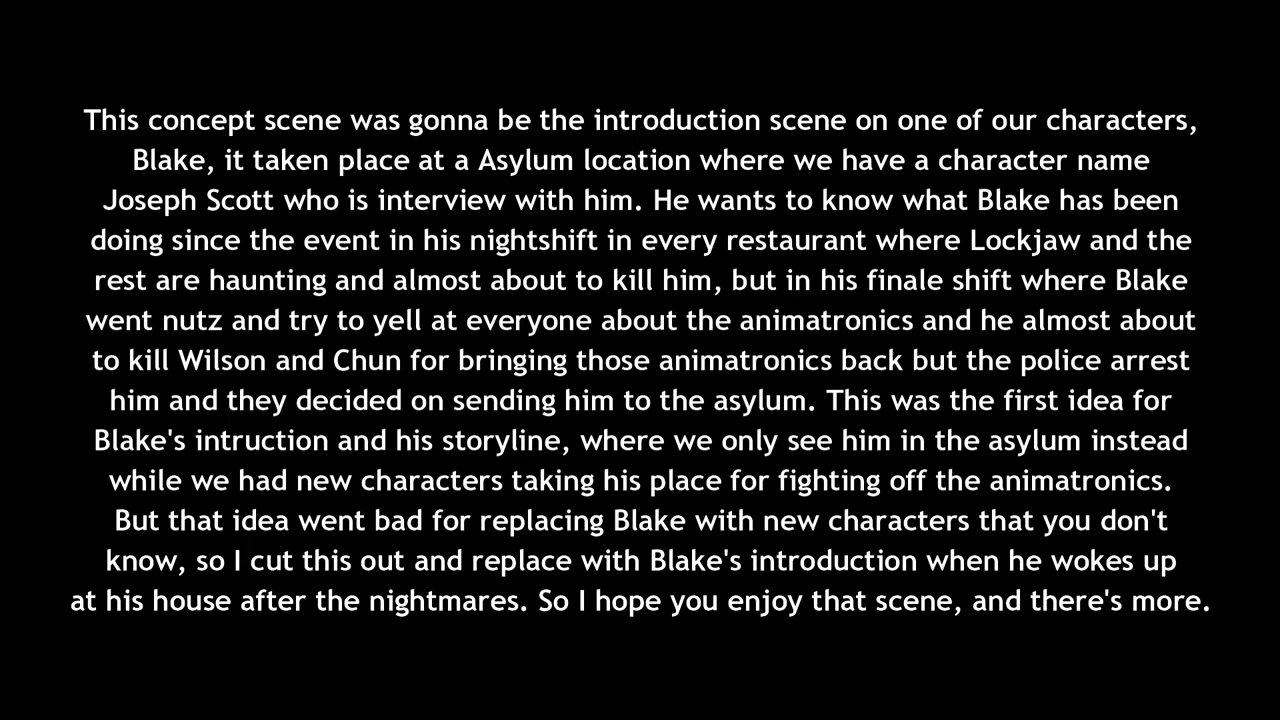 This concept scene was gonna be the introduction scene on one of our characters,
Blake, it taken place at a Asylum location where we have a character name
Joseph Scott who is interview with him. He wants to know what Blake has been
doing since the event in his nightshift in every restaurant where Lockjaw and the
rest are haunting and almost about to kill him, but in his finale shift where Blake
went nutz and try to yell at everyone about the animatronics and he almost about
to kill Wilson and Chun for bringing those animatronics back but the police arrest
him and they decided on sending him to the asylum. This was the first idea for
Blake's intruction and his storyline, where we only see him in the asylum instead
while we had new characters taking his place for fighting off the animatronics.
But that idea went bad for replacing Blake with new characters that you don't
know, so I cut this out and replace with Blake's introduction when he wokes up
at his house after the nightmares. So I hope you enjoy that scene, and there's more.